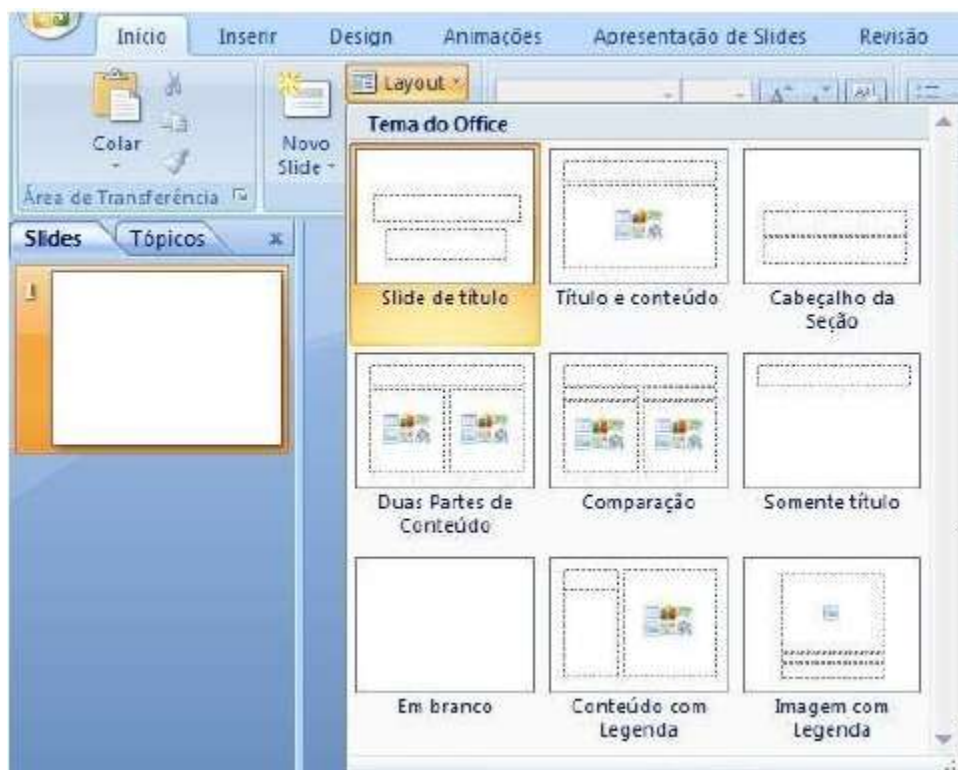 Início Inserir Design Animações Apresentação de Slides Revisão
Layout
Colar
Novo
Slide
Área de Transferência
Tema do Office
Slides Tópicos x
1
Slide de título Título e conteúdo Cabeçalho da
Seção
Duas Partes de
Conteúdo
Comparação Somente título
Em branco Conteúdo com
Legenda
Imagem com
Legenda